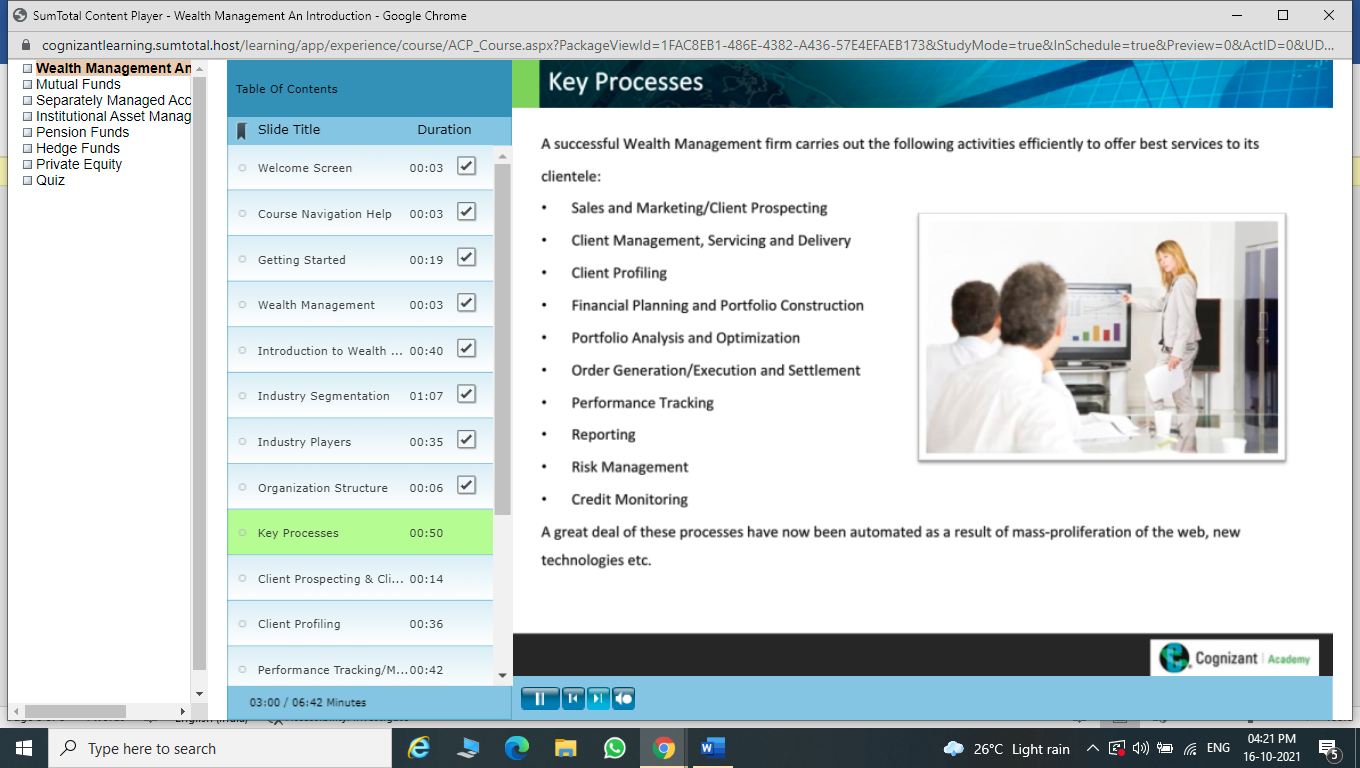 SumTotal Content Player - Wealth Management An Introduction - Google Chrome
cognizantlearning.sumtotal.host/learning/app/experience/course/ACP_Course.aspx?PackageViewId=1FAC8EB1-486E-4382-A436-57E4EFAEB173&StudyMode=true&InSchedule=true&Preview=0&ActID=0&UD...
Wealth Management An
Mutual Funds
Separately Managed Acc
Institutional Asset Manag
Pension Funds
Hedge Funds
Private Equity
Quiz
Table Of Contents
Slide Title Duration
Welcome Screen 00:03
Course Navigation Help 00:03
Getting Started 00:19
Wealth Management 00:03
Introduction to Wealth ... 00:40
Industry Segmentation 01:07
Industry Players 00:35
Organization Structure 00:06
Key Processes 00:50
Client Prospecting & Cli... 00:14
Client Profiling 00:36
Performance Tracking/M... 00:42
03:00 / 06:42 Minutes
Key Processes
A successful Wealth Management firm carries out the following activities efficiently to offer best services to its
clientele:
• Sales and Marketing/Client Prospecting
• Client Management, Servicing and Delivery
• Client Profiling
• Financial Planning and Portfolio Construction
• Portfolio Analysis and Optimization
• Order Generation/Execution and Settlement
• Performance Tracking
• Reporting
• Risk Management
• Credit Monitoring
A great deal of these processes have now been automated as a result of mass-proliferation of the web, new
technologies etc.
Cognizant | Academy
Type here to search
26°C Light rain
ENG
04:21 PM
16-10-2021
5